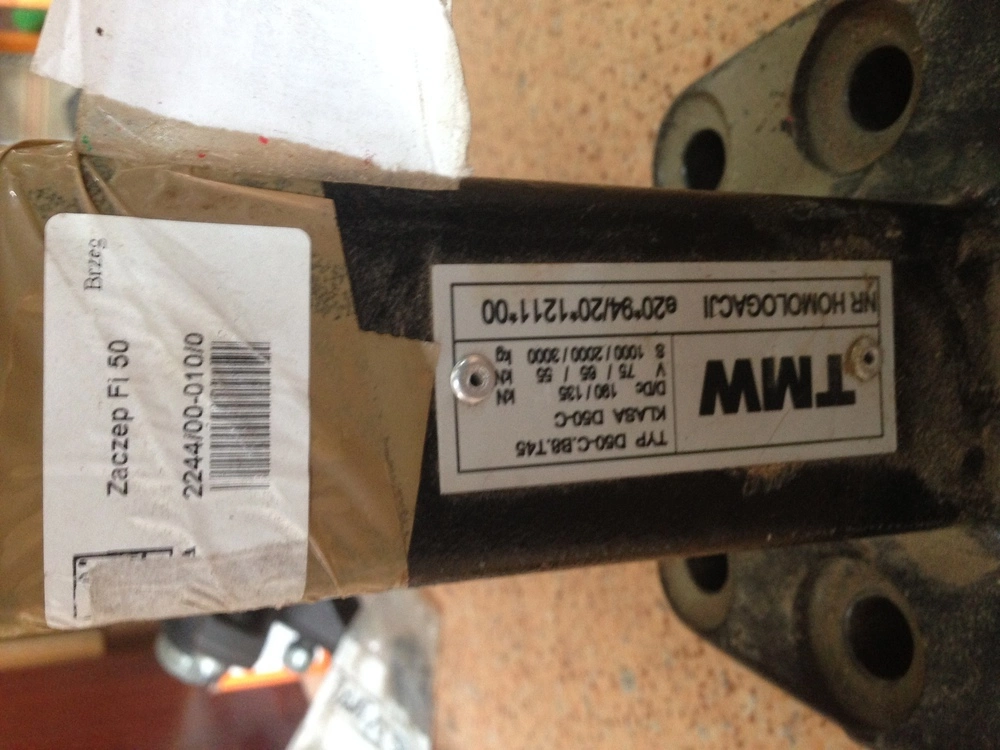 Brzeg
Zaczep Fi 50
2244/00-010/0
A
TMW
TYP D50-C.B8.T45
KLASA D50-C
D/Dc 190/135 kN
V 75 / 65 / 55 kN
S 1000 / 2000 / 3000 kg
NR HOMOLOGACJI e20*94/20*1211*00